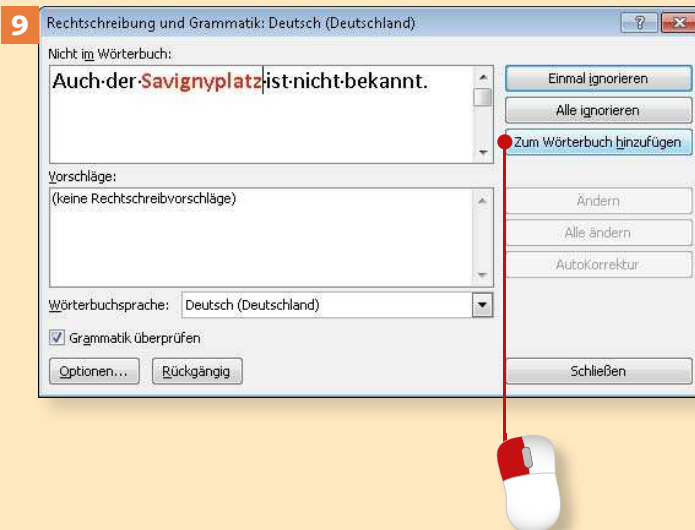 9
Rechtschreibung und Grammatik: Deutsch (Deutschland)
Nicht im Wörterbuch:
Auch·der·Savignyplatz·ist·nicht·bekannt.
Einmal ignorieren
Alle ignorieren
Zum Wörterbuch hinzufügen
Vorschläge:
(keine Rechtschreibvorschläge)
Ändern
Alle ändern
AutoKorrektur
Wörterbuchsprache: Deutsch (Deutschland)
Grammatik überprüfen
Optionen... Rückgängig Schließen